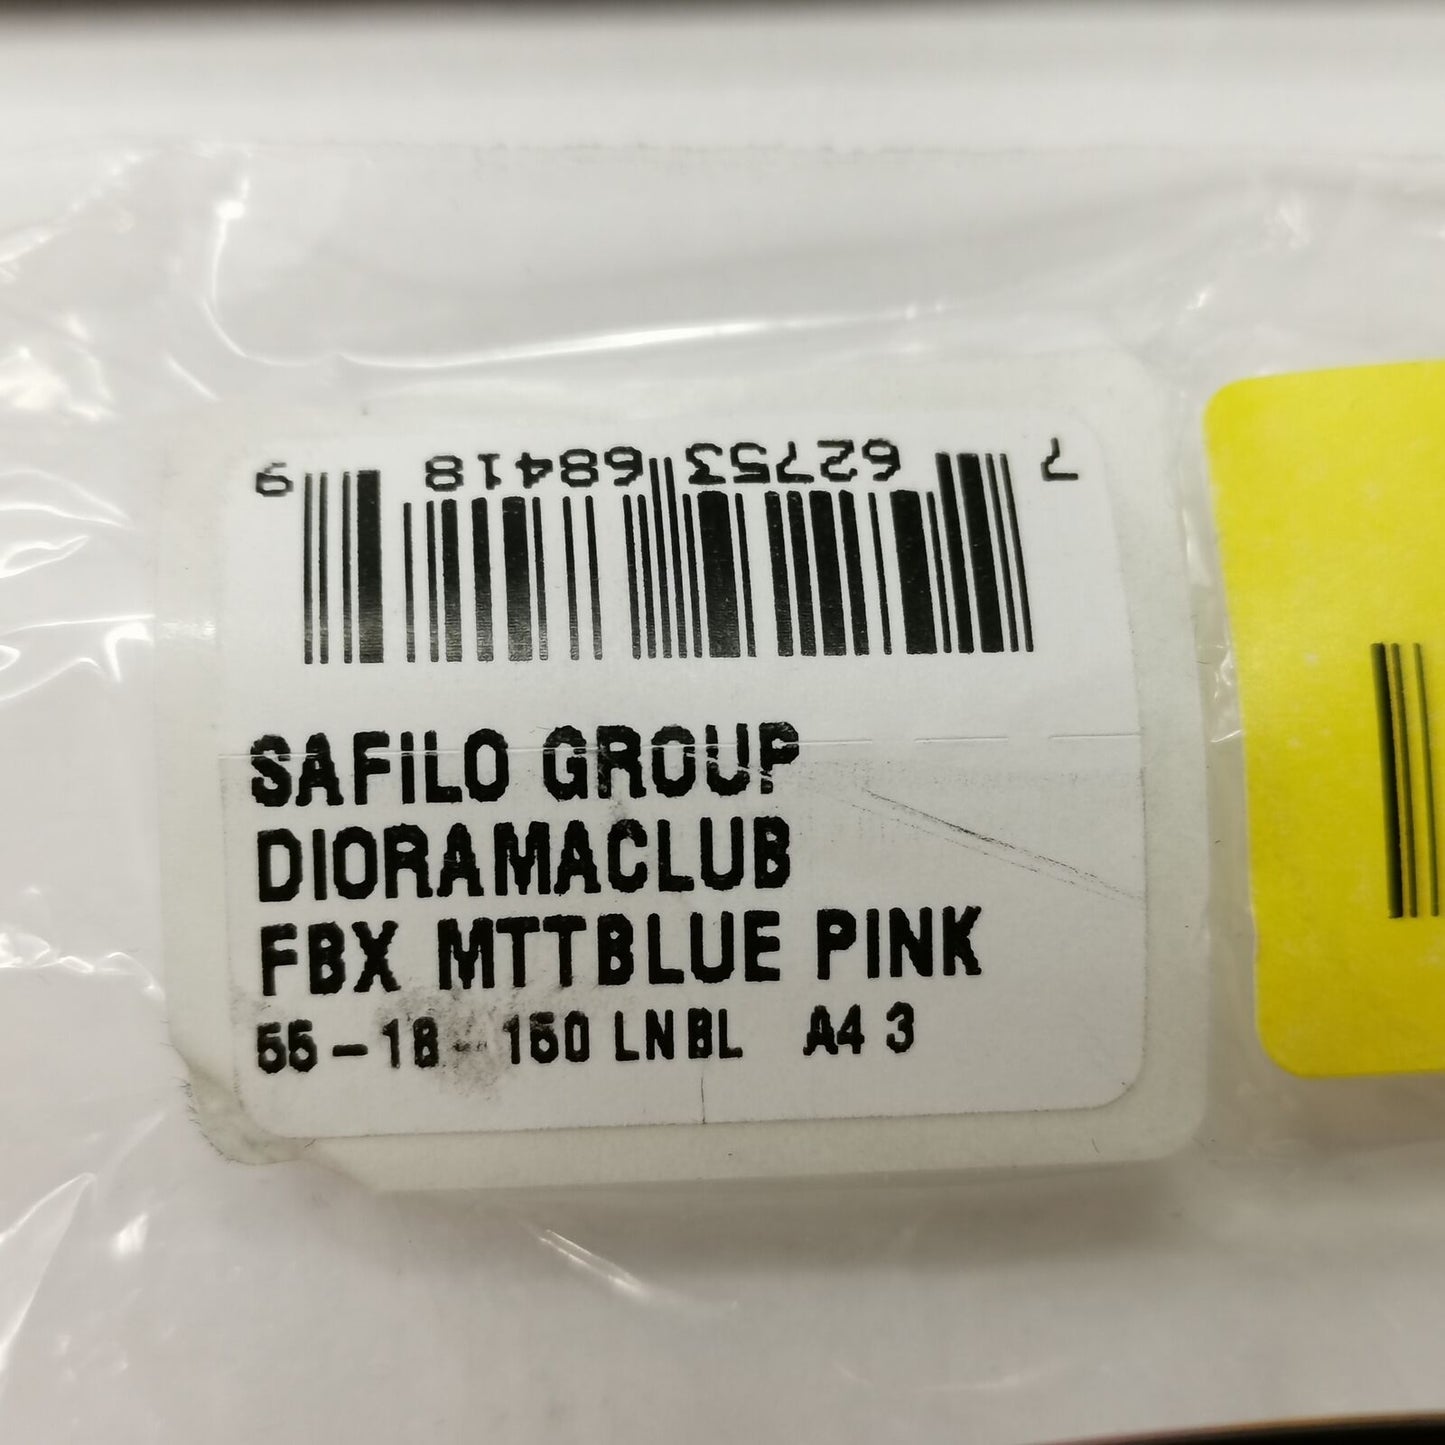 7 62753 68418 9
SAFILO GROUP
DIORAMACLUB
FBX MTTBLUE PINK
55-18-150 LNBL A4 3